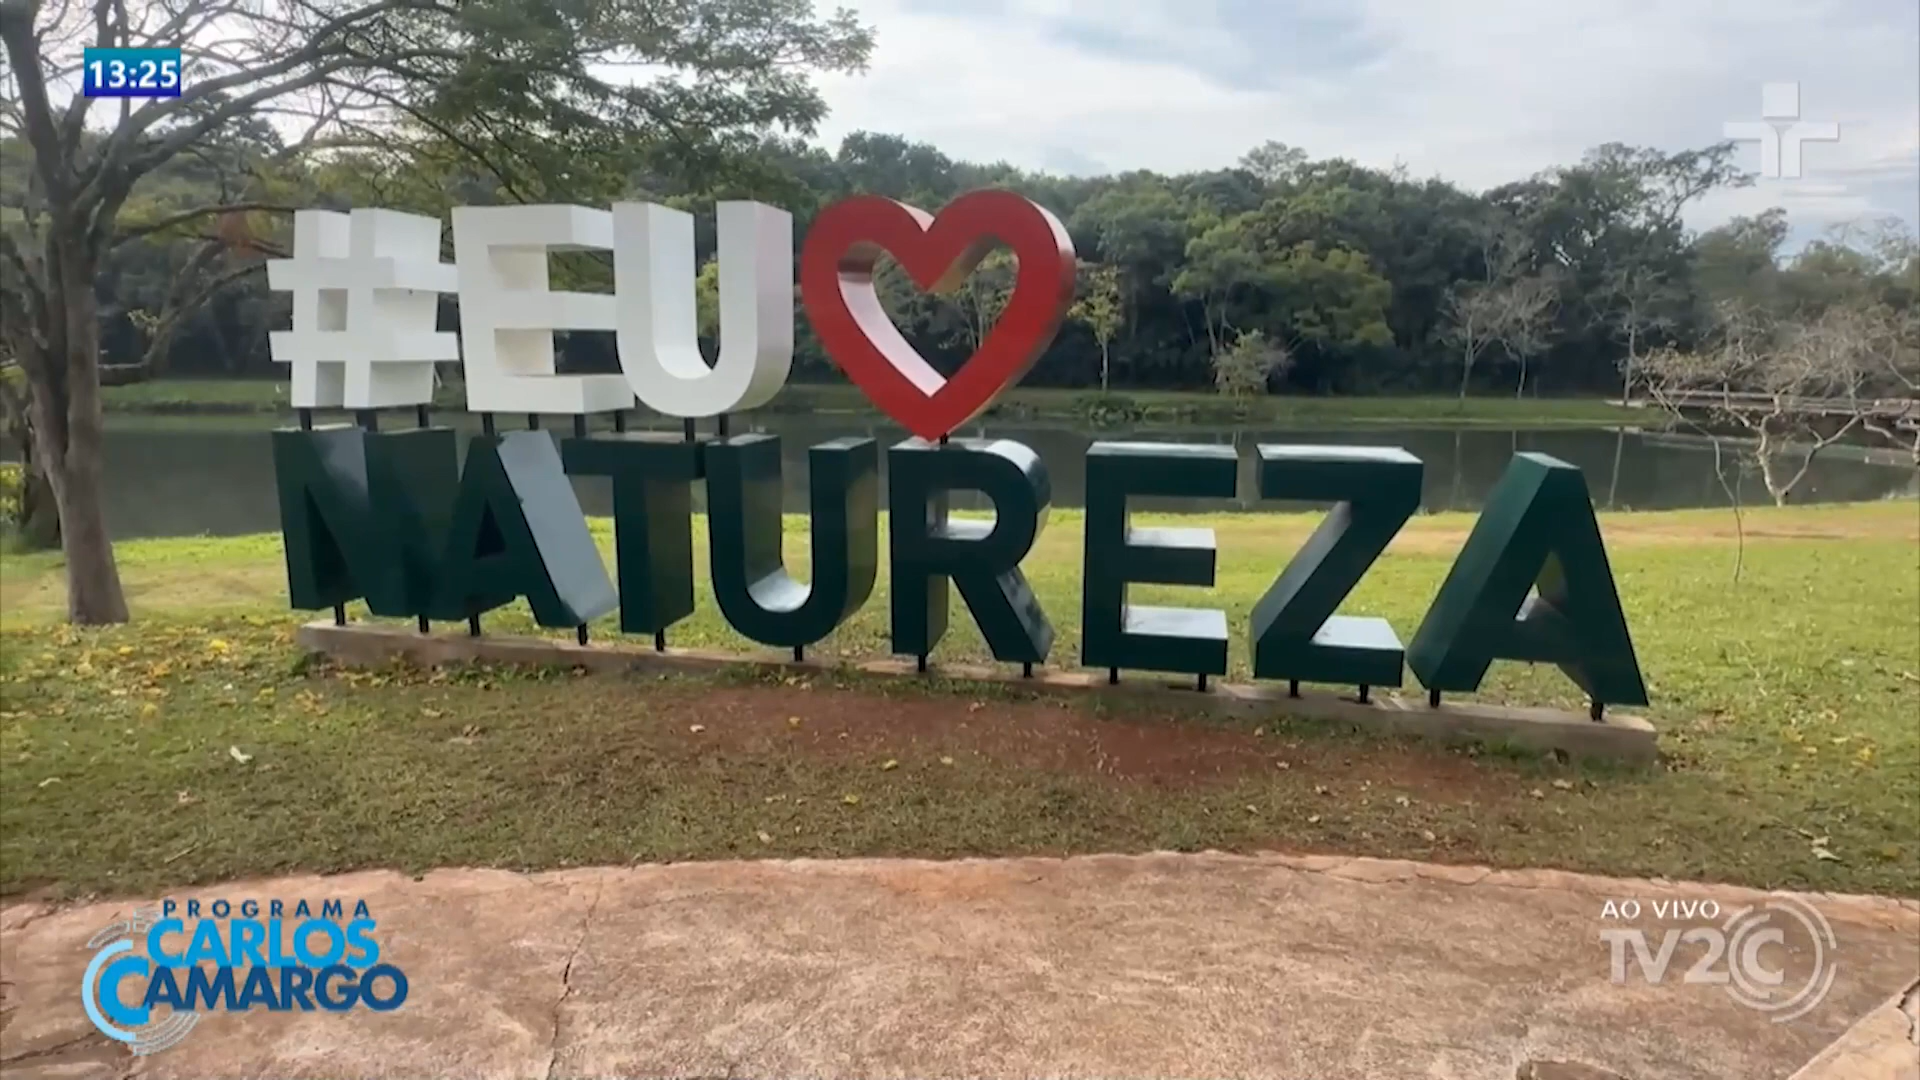 13:25
#EU
NATUREZA
PROGRAMA
CARLOS
CAMARGO
AO VIVO
TV2C